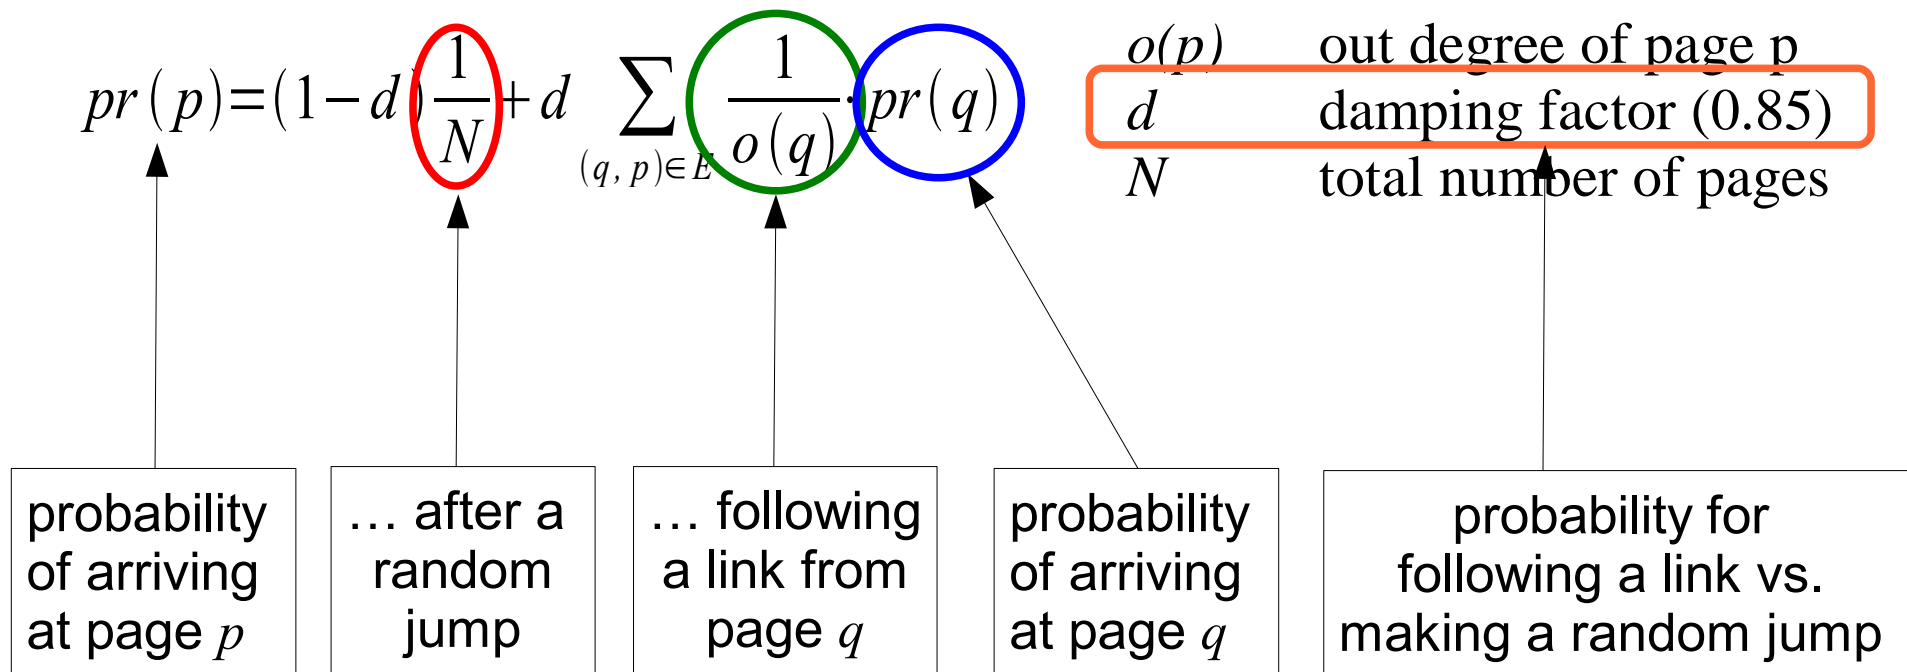 pr(p)=(1−d)1/N+d ∑(q,p)∈E 1/o(q)·pr(q)
o(p) out degree of page p
d damping factor (0.85)
N total number of pages
probability
of arriving
at page p
… after a
random
jump
… following
a link from
page q
probability
of arriving
at page q
probability for
following a link vs.
making a random jump